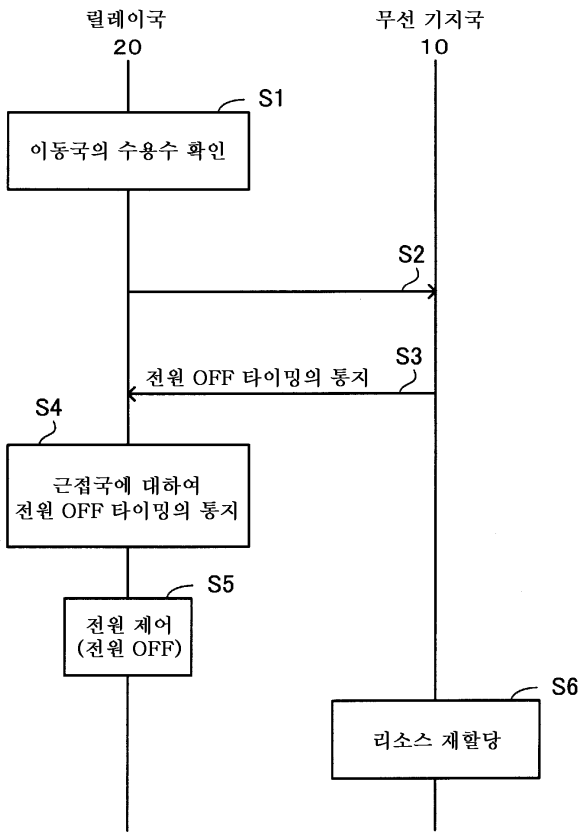 릴레이국
20
무선 기지국
10
S1
이동국의 수용수 확인
S2
S3
전원 OFF 타이밍의 통지
S4
근접국에 대하여
전원 OFF 타이밍의 통지
S5
전원 제어
(전원 OFF)
S6
리소스 재할당